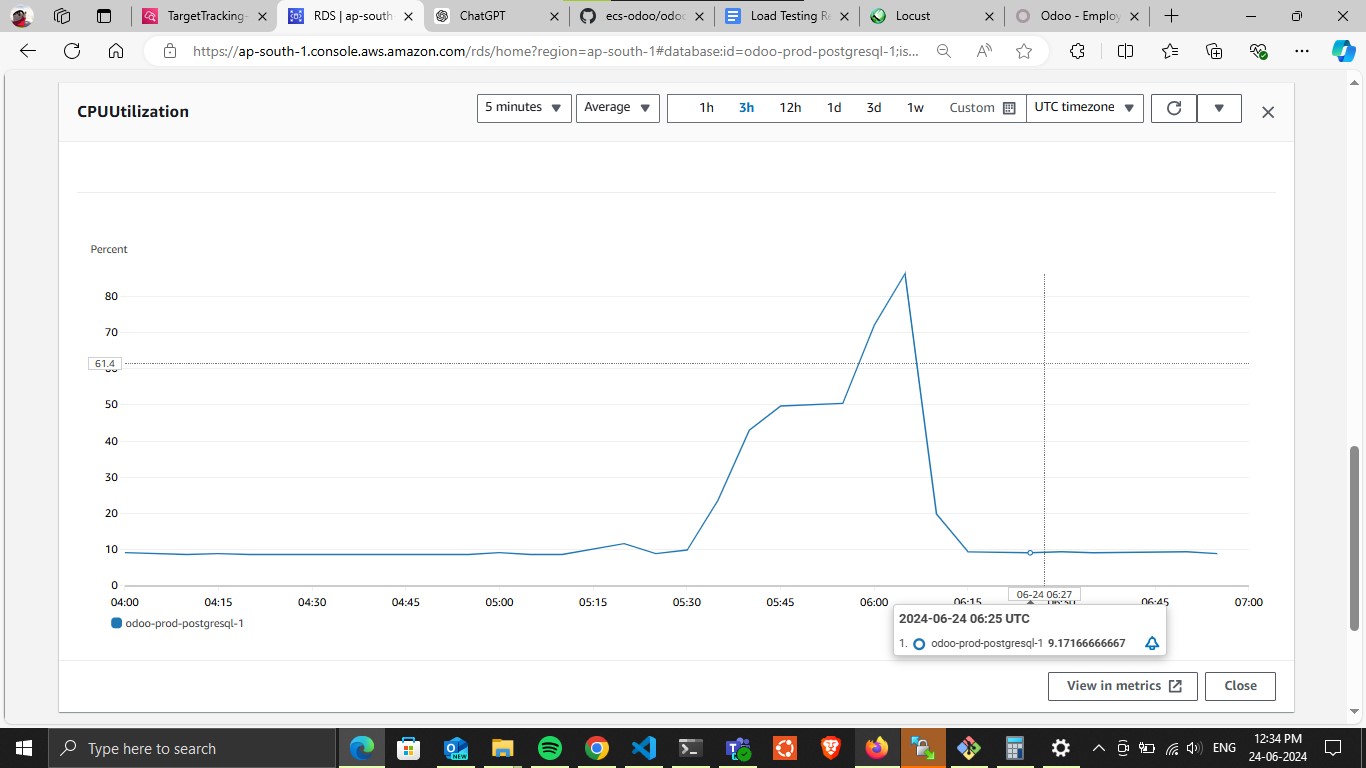 TargetTracking-
RDS | ap-south
ChatGPT
ecs-odoo/odoo
Load Testing Re
Locust
Odoo - Employ
https://ap-south-1.console.aws.amazon.com/rds/home?region=ap-south-1#database:id=odoo-prod-postgresql-1;is...
CPUUtilization
5 minutes
Average
1h 3h 12h 1d 3d 1w Custom
UTC timezone
Percent
80
70
61.4
50
40
30
20
10
0
04:00 04:15 04:30 04:45 05:00 05:15 05:30 05:45 06:00 06:15 06-24 06:27 06:30 06:45 07:00
odoo-prod-postgresql-1
2024-06-24 06:25 UTC
1. odoo-prod-postgresql-1 9.17166666667
View in metrics
Close
Type here to search
NEW
ENG
12:34 PM
24-06-2024